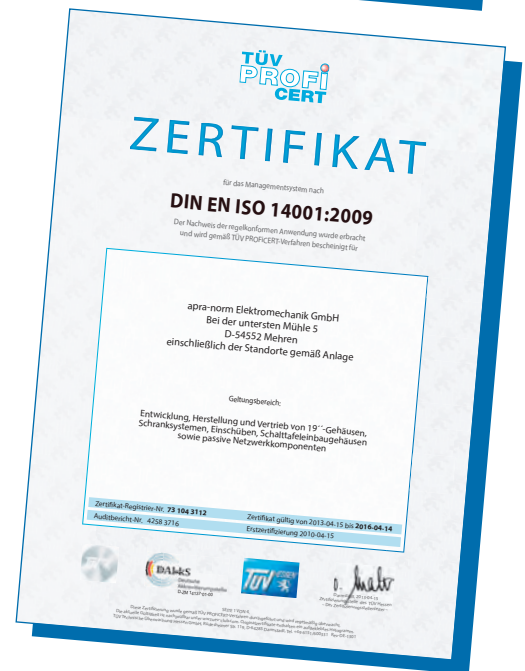 TÜV
PROFI
CERT
ZERTIFIKAT
für das Managementsystem nach
DIN EN ISO 14001:2009
Der Nachweis der regelkonformen Anwendung wurde erbracht
und wird gemäß TÜV PROFICERT-Verfahren bescheinigt für
apra-norm Elektromechanik GmbH
Bei der untersten Mühle 5
D-54552 Mehren
einschließlich der Standorte gemäß Anlage
Geltungsbereich:
Entwicklung, Herstellung und Vertrieb von 19´´-Gehäusen,
Schranksystemen, Einschüben, Schalttafeleinbaugehäusen
sowie passive Netzwerkkomponenten
Zertifikat-Registrier-Nr. 73 104 3112
Zertifikat gültig von 2013-04-15 bis 2016-04-14
Auditbericht-Nr. 4258 3716
Erstzertifizierung 2010-04-15
DAkkS
Deutsche
Akkreditierungsstelle
TÜV HESSEN